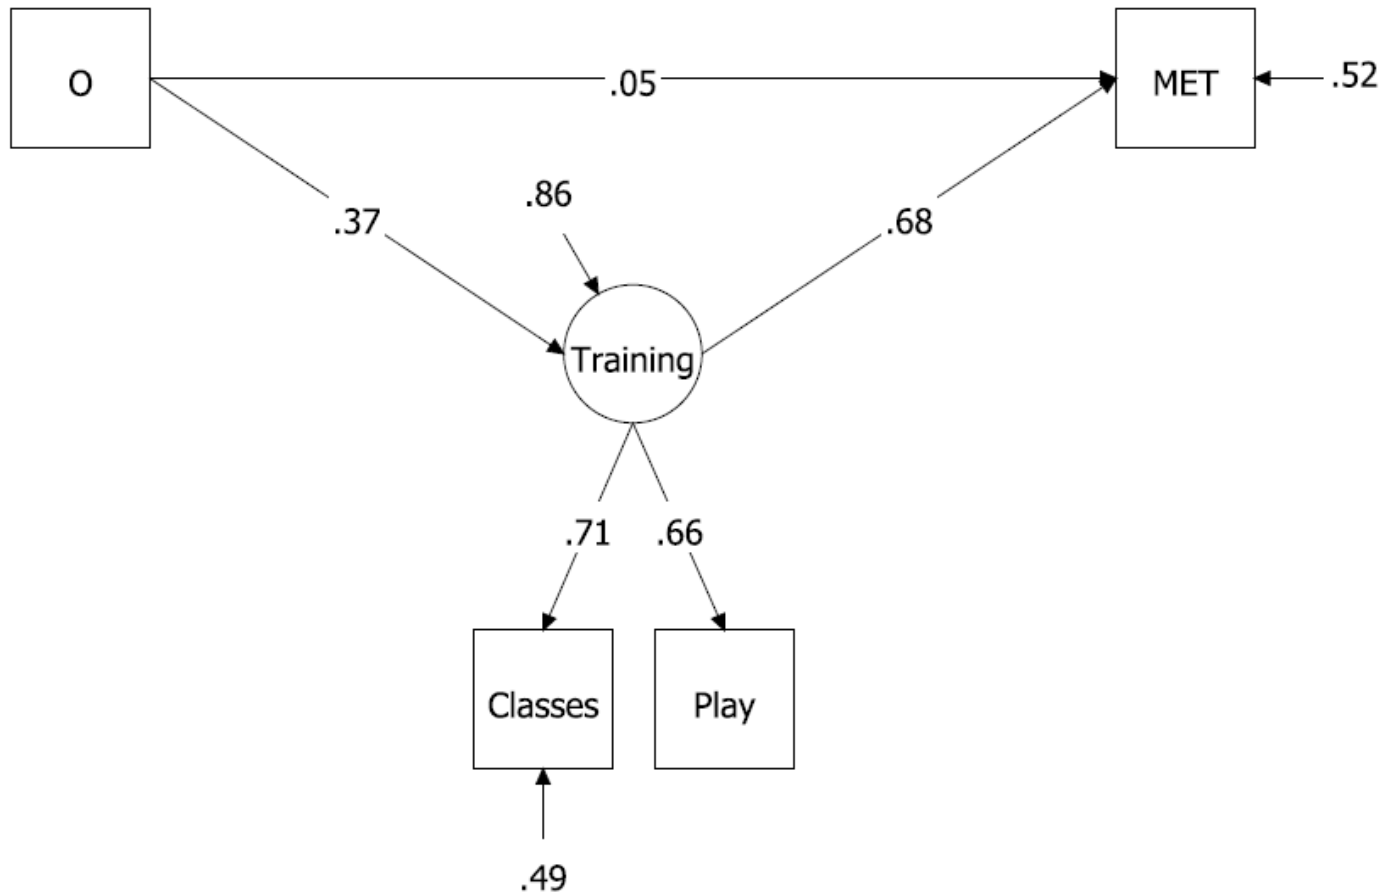 O
.05
MET
.52
.37
.86
.68
Training
.71
.66
Classes
Play
.49